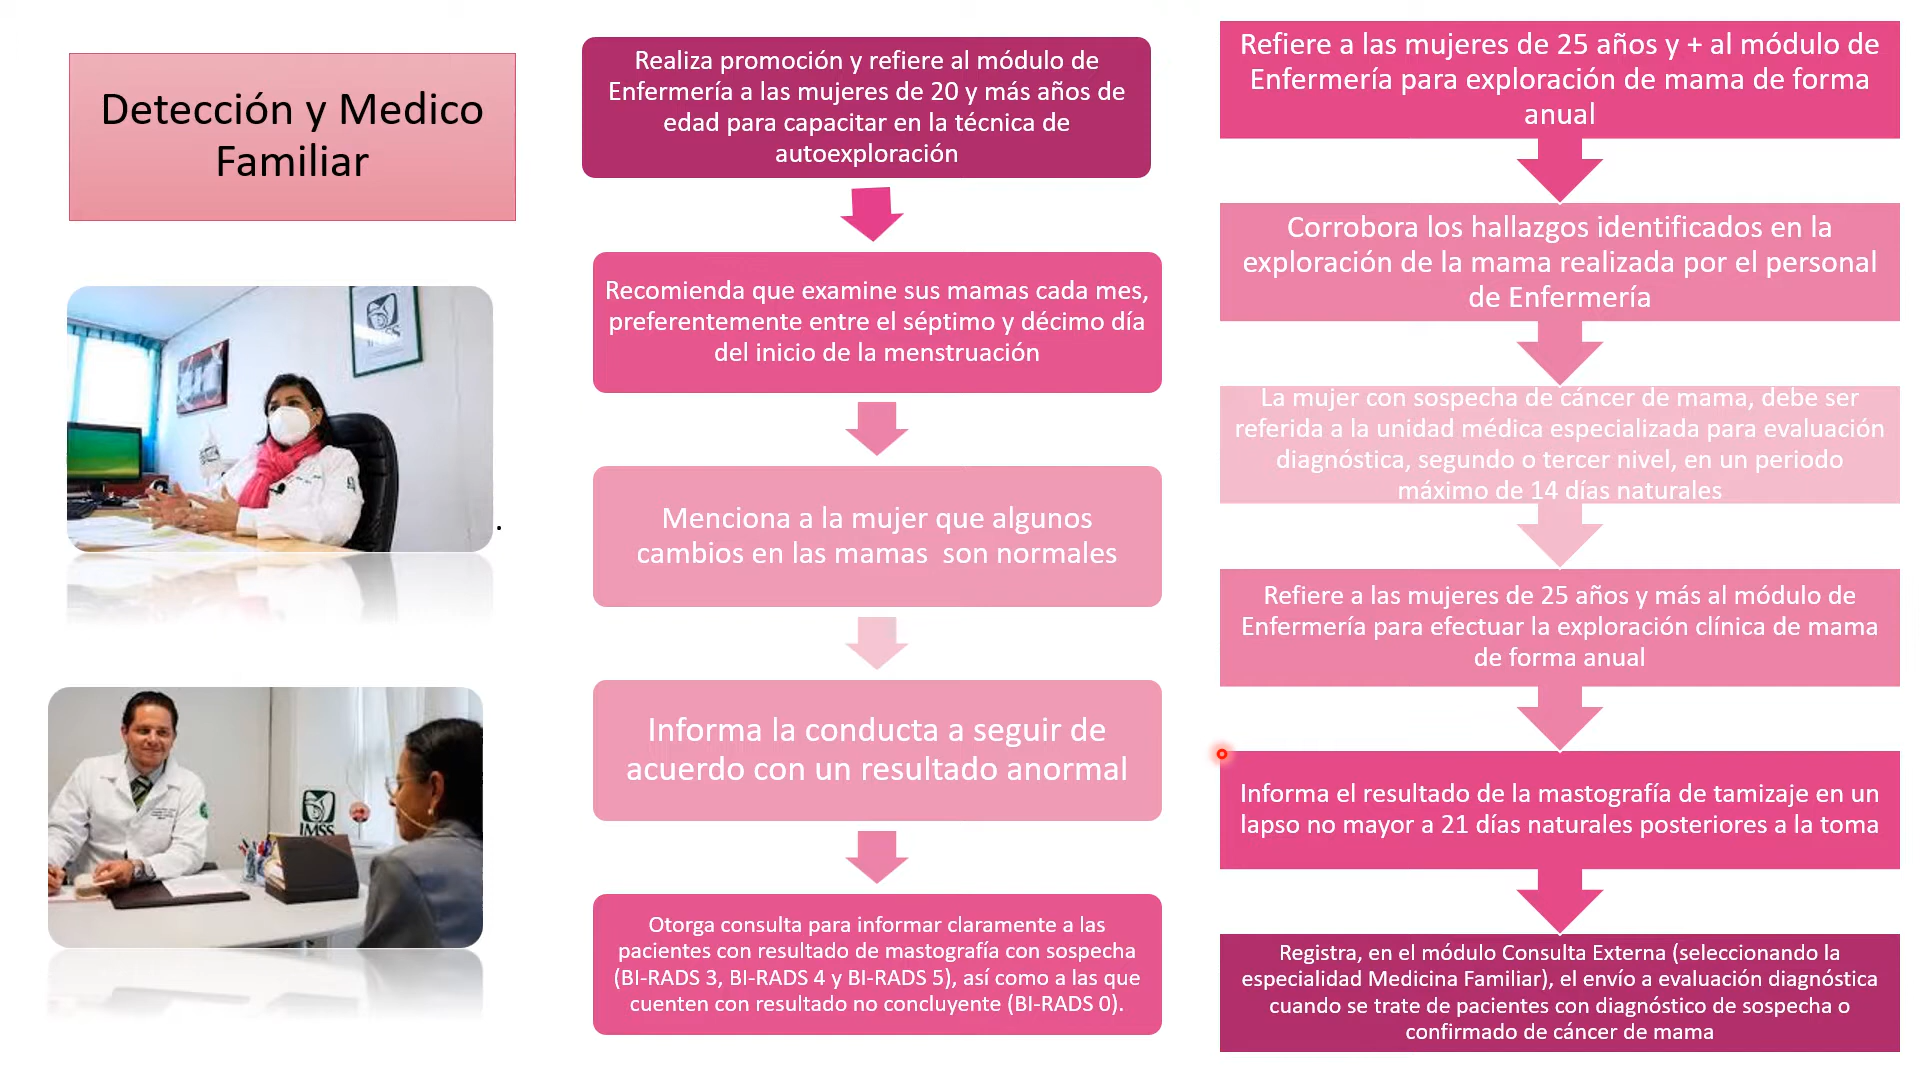 Detección y Medico
Familiar
.
Realiza promoción y refiere al módulo de
Enfermería a las mujeres de 20 y más años de
edad para capacitar en la técnica de
autoexploración
Recomienda que examine sus mamas cada mes,
preferentemente entre el séptimo y décimo día
del inicio de la menstruación
Menciona a la mujer que algunos
cambios en las mamas son normales
Informa la conducta a seguir de
acuerdo con un resultado anormal
Otorga consulta para informar claramente a las
pacientes con resultado de mastografía con sospecha
(BI-RADS 3, BI-RADS 4 y BI-RADS 5), así como a las que
cuenten con resultado no concluyente (BI-RADS 0).
Refiere a las mujeres de 25 años y + al módulo de
Enfermería para exploración de mama de forma
anual
Corrobora los hallazgos identificados en la
exploración de la mama realizada por el personal
de Enfermería
La mujer con sospecha de cáncer de mama, debe ser
referida a la unidad médica especializada para evaluación
diagnóstica, segundo o tercer nivel, en un periodo
máximo de 14 días naturales
Refiere a las mujeres de 25 años y más al módulo de
Enfermería para efectuar la exploración clínica de mama
de forma anual
Informa el resultado de la mastografía de tamizaje en un
lapso no mayor a 21 días naturales posteriores a la toma
Registra, en el módulo Consulta Externa (seleccionando la
especialidad Medicina Familiar), el envío a evaluación diagnóstica
cuando se trate de pacientes con diagnóstico de sospecha o
confirmado de cáncer de mama
IMSS
IMSS